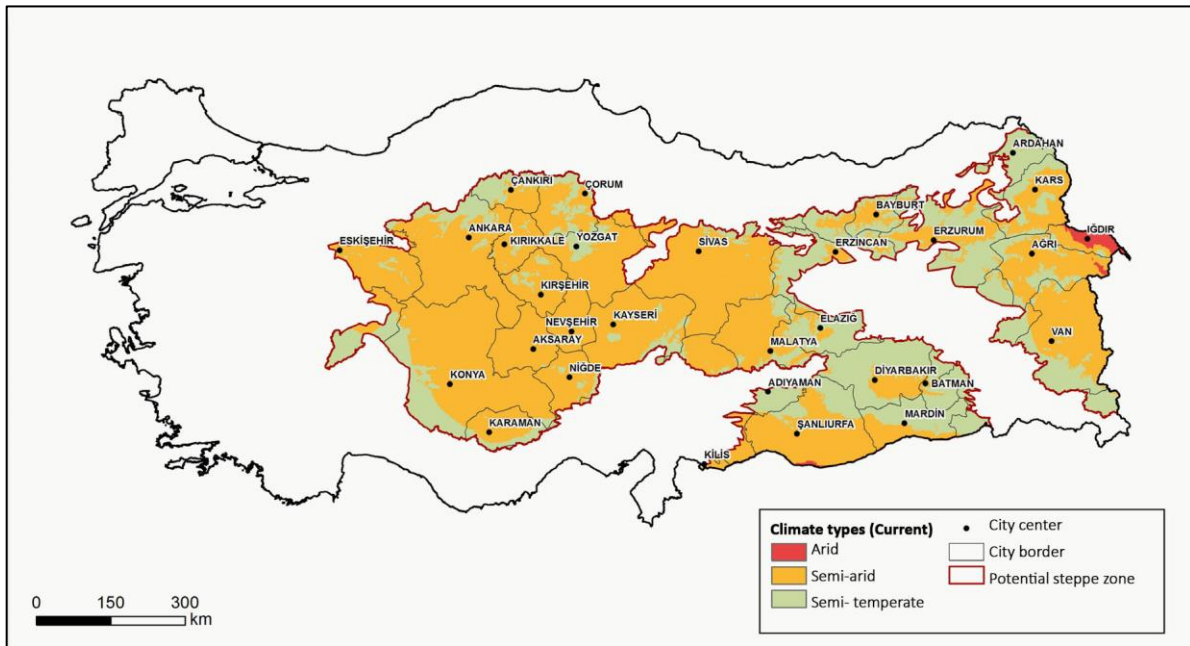 ARDAHAN
ÇANKIRI
ÇORUM
KARS
BAYBURT
ANKARA
IĞDIR
ESKİŞEHİR
KIRIKKALE
YOZGAT
SİVAS
ERZİNCAN
ERZURUM
AĞRI
KIRŞEHİR
NEVŞEHİR
KAYSERİ
ELAZIĞ
VAN
AKSARAY
MALATYA
KONYA
NİĞDE
ADIYAMAN
DİYARBAKIR
BATMAN
KARAMAN
ŞANLIURFA
MARDİN
KİLİS
Climate types (Current)
Arid
Semi-arid
Semi- temperate
City center
City border
Potential steppe zone
0 150 300
km